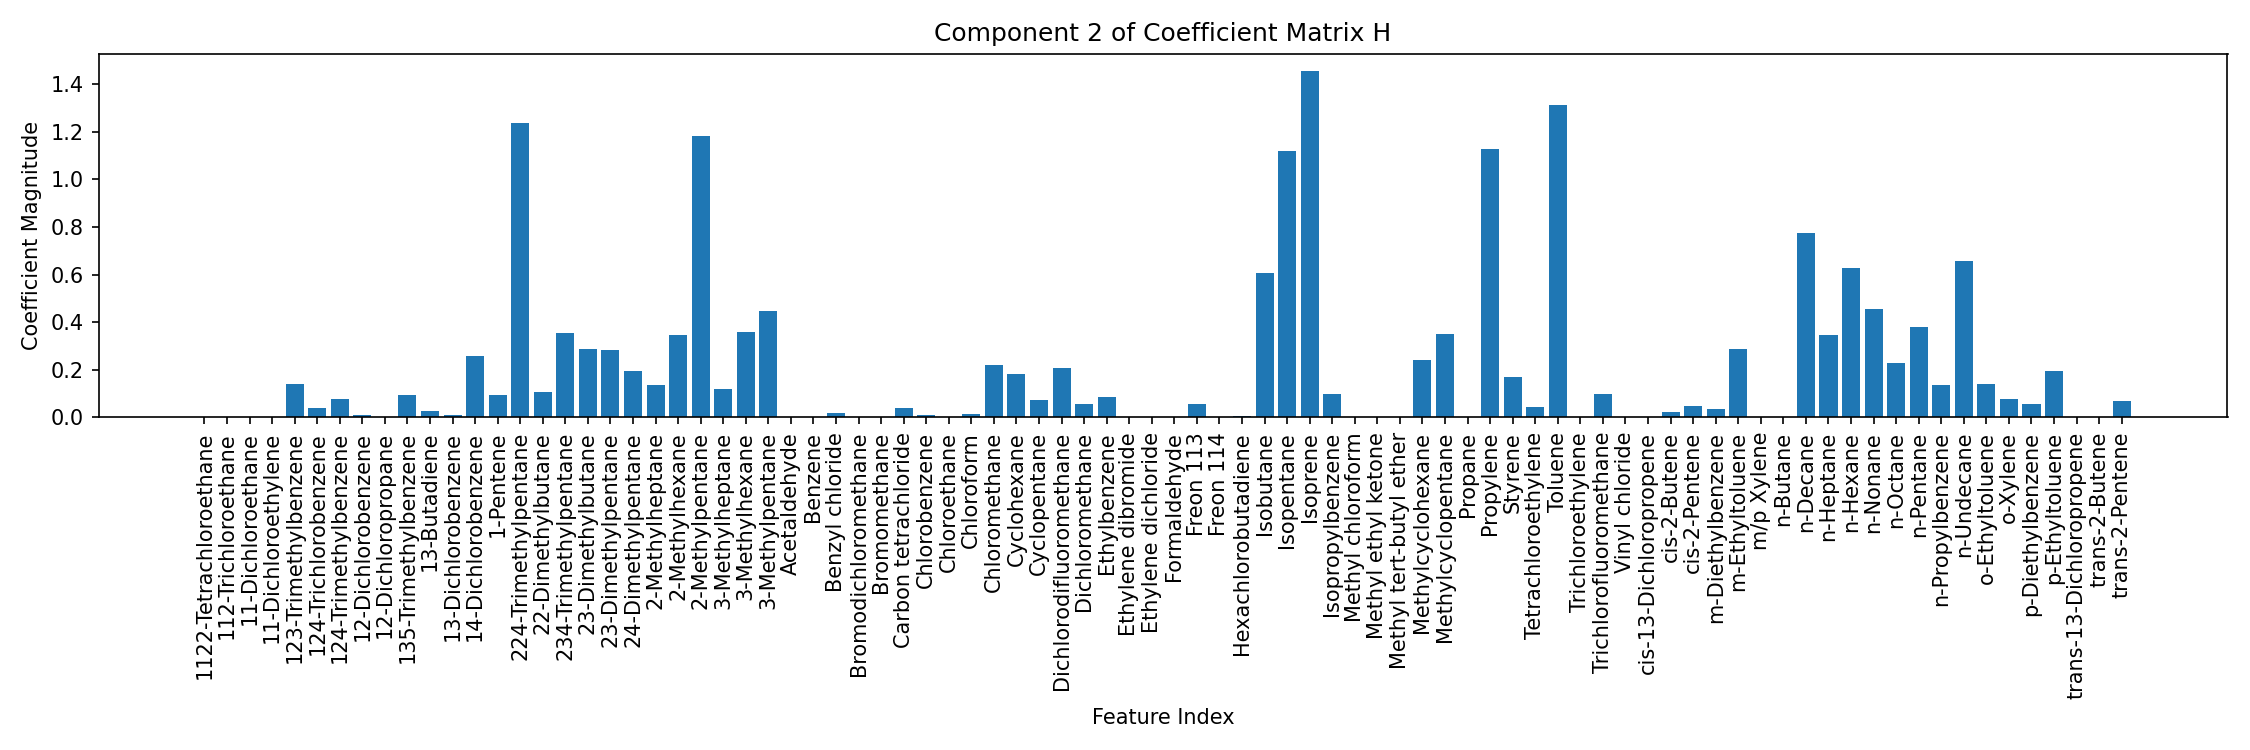 Component 2 of Coefficient Matrix H
Coefficient Magnitude
1.4
1.2
1.0
0.8
0.6
0.4
0.2
0.0
1122-Tetrachloroethane
112-Trichloroethane
11-Dichloroethane
11-Dichloroethylene
123-Trimethylbenzene
124-Trichlorobenzene
124-Trimethylbenzene
12-Dichlorobenzene
12-Dichloropropane
135-Trimethylbenzene
13-Butadiene
13-Dichlorobenzene
14-Dichlorobenzene
1-Pentene
224-Trimethylpentane
22-Dimethylbutane
234-Trimethylpentane
23-Dimethylbutane
23-Dimethylpentane
24-Dimethylpentane
2-Methylheptane
2-Methylhexane
2-Methylpentane
3-Methylheptane
3-Methylhexane
3-Methylpentane
Acetaldehyde
Benzene
Benzyl chloride
Bromodichloromethane
Bromomethane
Carbon tetrachloride
Chlorobenzene
Chloroethane
Chloroform
Chloromethane
Cyclohexane
Cyclopentane
Dichlorodifluoromethane
Dichloromethane
Ethylbenzene
Ethylene dibromide
Ethylene dichloride
Formaldehyde
Freon 113
Freon 114
Hexachlorobutadiene
Isobutane
Isopentane
Isoprene
Isopropylbenzene
Methyl chloroform
Methyl ethyl ketone
Methyl tert-butyl ether
Methylcyclohexane
Methylcyclopentane
Propane
Propylene
Styrene
Tetrachloroethylene
Toluene
Trichloroethylene
Trichlorofluoromethane
Vinyl chloride
cis-13-Dichloropropene
cis-2-Butene
cis-2-Pentene
m-Diethylbenzene
m-Ethyltoluene
m/p Xylene
n-Butane
n-Decane
n-Heptane
n-Hexane
n-Nonane
n-Octane
n-Pentane
n-Propylbenzene
n-Undecane
o-Ethyltoluene
o-Xylene
p-Diethylbenzene
p-Ethyltoluene
trans-13-Dichloropropene
trans-2-Butene
trans-2-Pentene
Feature Index